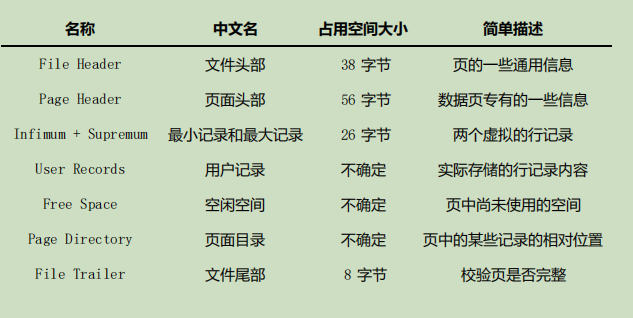 名称 中文名 占用空间大小 简单描述
File Header 文件头部 38 字节 页的一些通用信息
Page Header 页面头部 56 字节 数据页专有的一些信息
Infimum + Supremum 最小记录和最大记录 26 字节 两个虚拟的行记录
User Records 用户记录 不确定 实际存储的行记录内容
Free Space 空闲空间 不确定 页中尚未使用的空间
Page Directory 页面目录 不确定 页中的某些记录的相对位置
File Trailer 文件尾部 8 字节 校验页是否完整